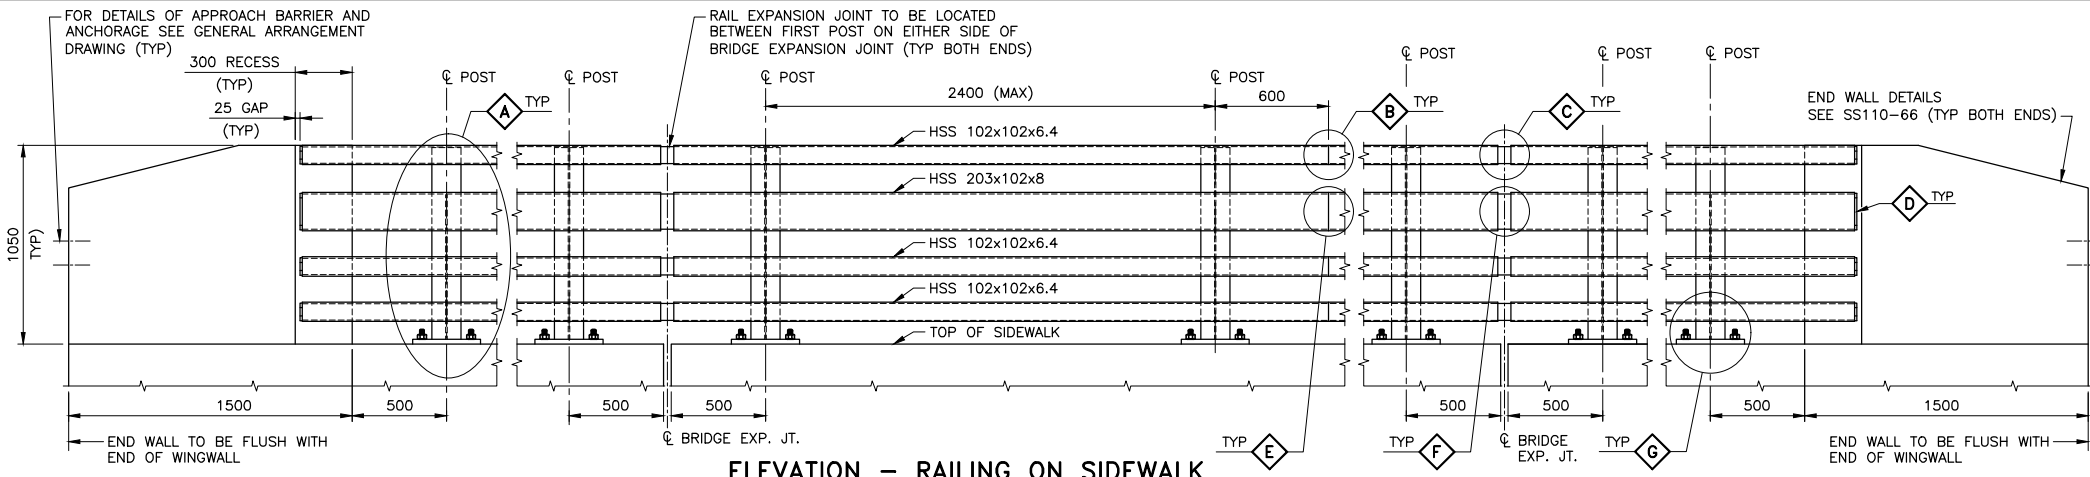 FOR DETAILS OF APPROACH BARRIER AND
ANCHORAGE SEE GENERAL ARRANGEMENT
DRAWING (TYP)
300 RECESS
(TYP)
25 GAP
(TYP)
℄ POST
A TYP
℄ POST
RAIL EXPANSION JOINT TO BE LOCATED
BETWEEN FIRST POST ON EITHER SIDE OF
BRIDGE EXPANSION JOINT (TYP BOTH ENDS)
℄ POST
2400 (MAX)
℄ POST
600
B TYP
℄ POST
C TYP
℄ POST
℄ POST
END WALL DETAILS
SEE SS110-66 (TYP BOTH ENDS)
HSS 102x102x6.4
HSS 203x102x8
HSS 102x102x6.4
HSS 102x102x6.4
TOP OF SIDEWALK
D TYP
1050
TYP)
1500
500
500
500
500
500
500
1500
END WALL TO BE FLUSH WITH
END OF WINGWALL
℄ BRIDGE EXP. JT.
TYP E
TYP F
℄ BRIDGE
EXP. JT.
TYP G
END WALL TO BE FLUSH WITH
END OF WINGWALL
ELEVATION – RAILING ON SIDEWALK